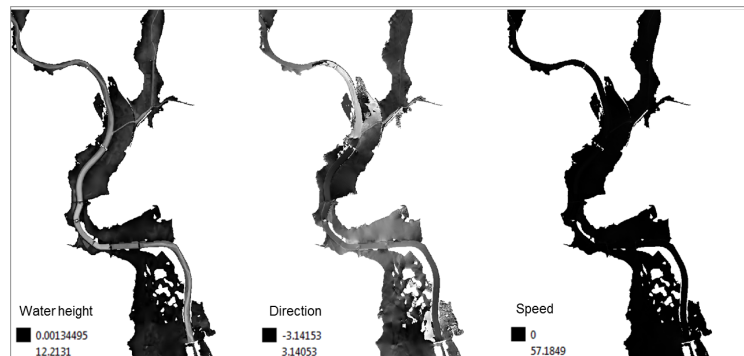 Water height
0.00134495
12.2131
Direction
-3.14153
3.14053
Speed
0
57.1849